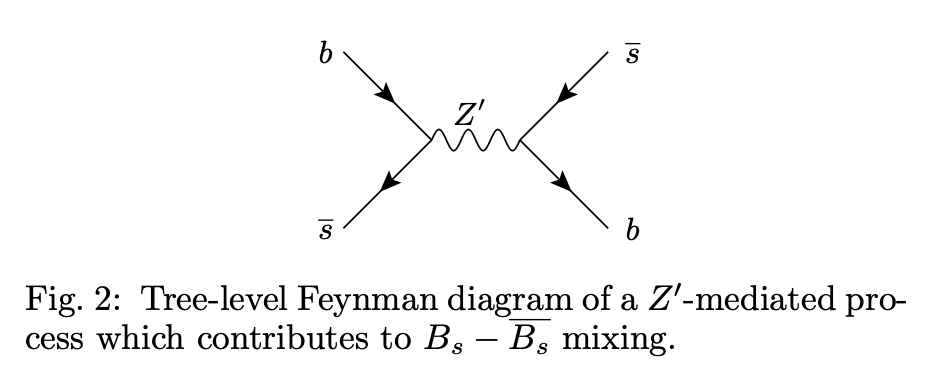 b s̅
Z′
s̅ b
Fig. 2: Tree-level Feynman diagram of a Z′-mediated pro-
cess which contributes to Bₛ − B̅ₛ̅ mixing.